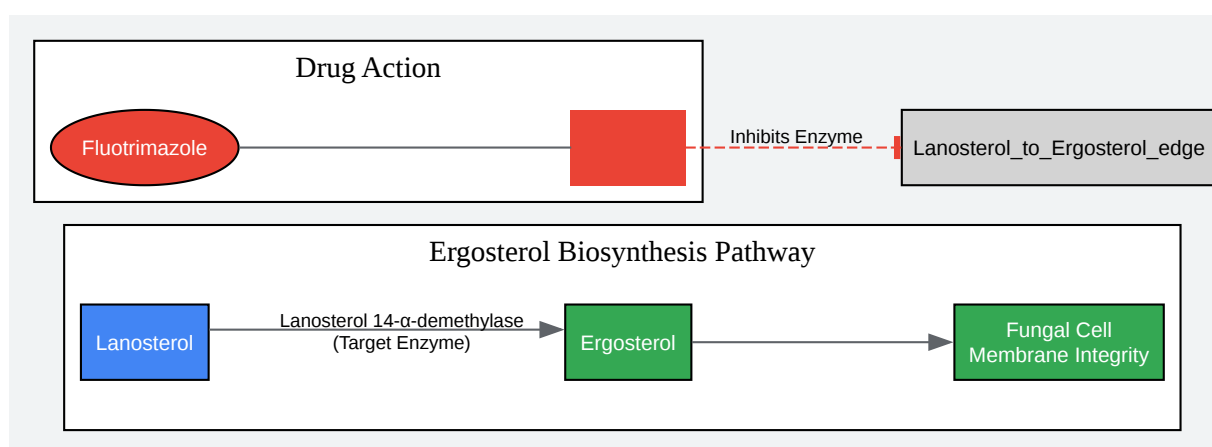 Drug Action
Fluotrimazole
Inhibits Enzyme
Lanosterol_to_Ergosterol_edge
Ergosterol Biosynthesis Pathway
Lanosterol
Lanosterol 14-α-demethylase
(Target Enzyme)
Ergosterol
Fungal Cell
Membrane Integrity